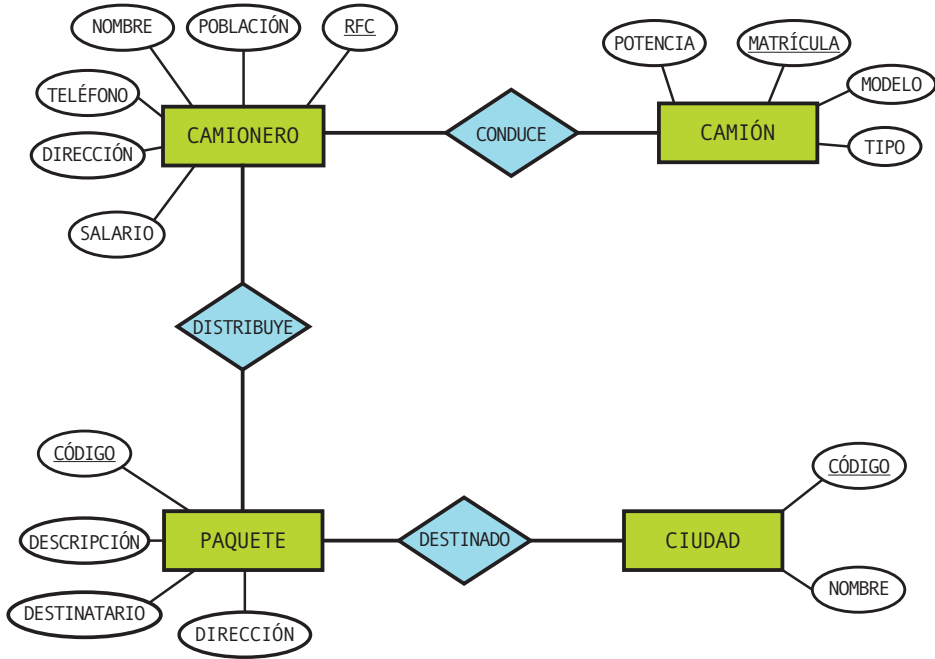 NOMBRE
POBLACIÓN
RFC
POTENCIA
MATRÍCULA
TELÉFONO
MODELO
CAMIONERO
CONDUCE
CAMIÓN
DIRECCIÓN
TIPO
SALARIO
DISTRIBUYE
CÓDIGO
CÓDIGO
DESCRIPCIÓN
PAQUETE
DESTINADO
CIUDAD
DESTINATARIO
NOMBRE
DIRECCIÓN